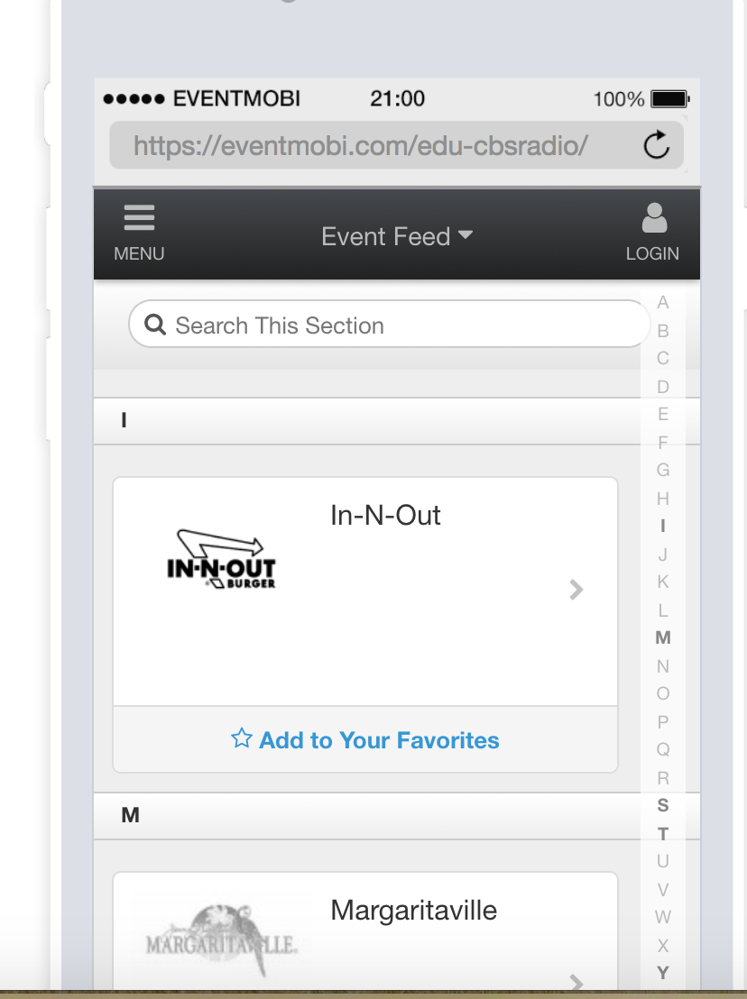 ●●●●● EVENTMOBI 21:00 100%
https://eventmobi.com/edu-cbsradio/
MENU
Event Feed
LOGIN
Search This Section
I
In-N-Out
IN-N-OUT
BURGER
Add to Your Favorites
M
Margaritaville
MARGARITAVILLE.
A
B
C
D
E
F
G
H
I
J
K
L
M
N
O
P
Q
R
S
T
U
V
W
X
Y